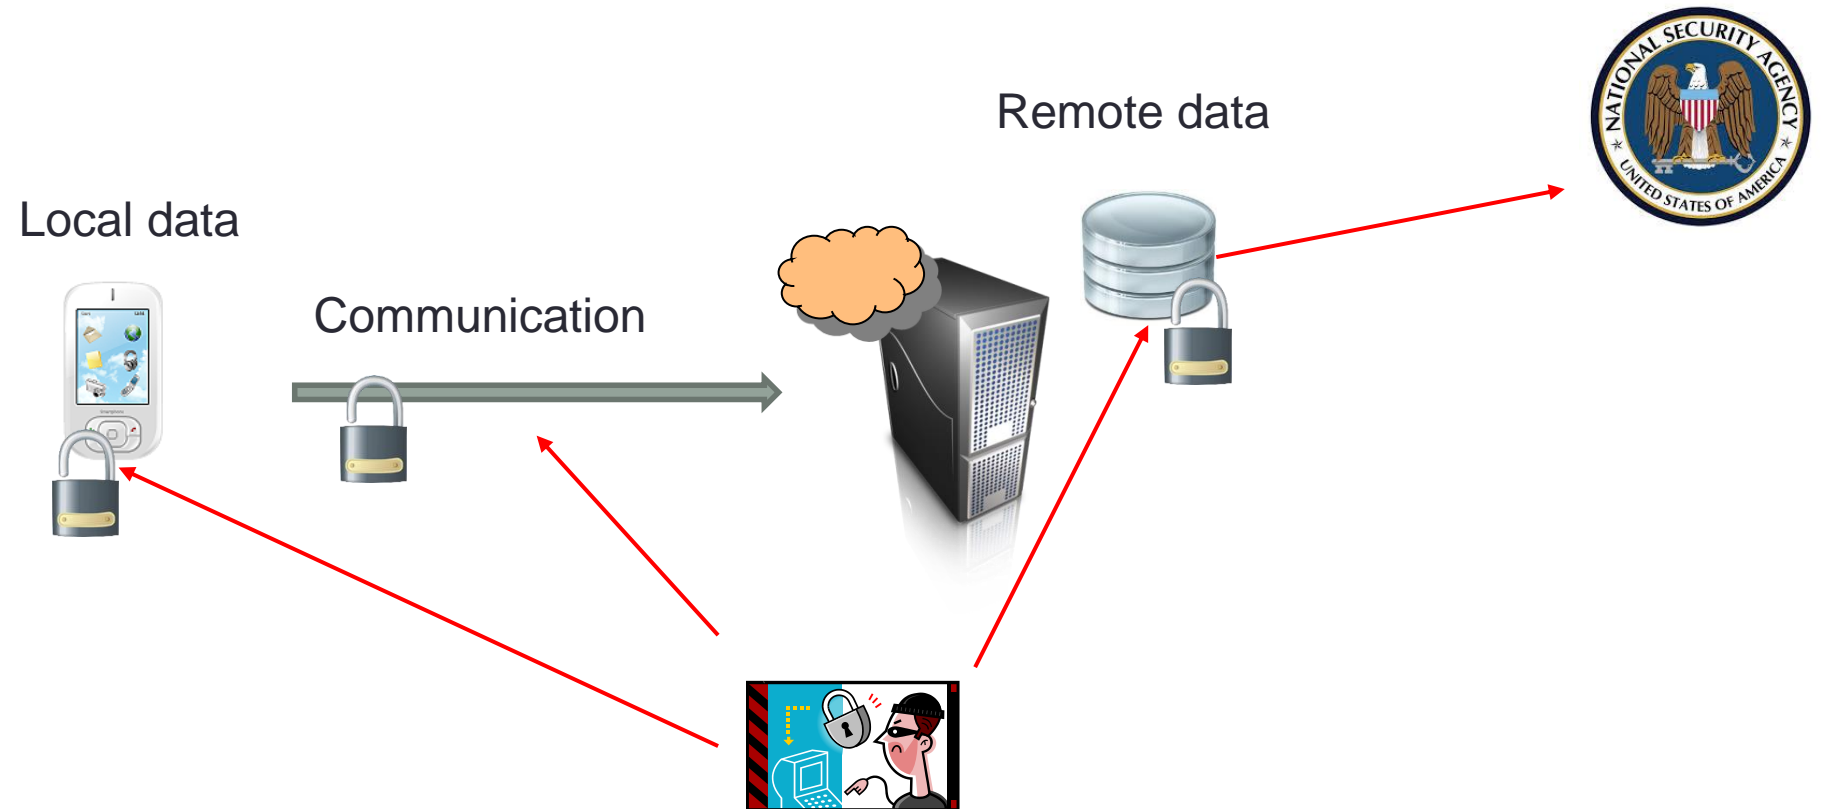 Remote data
NATIONAL SECURITY AGENCY
UNITED STATES OF AMERICA
Local data
Communication